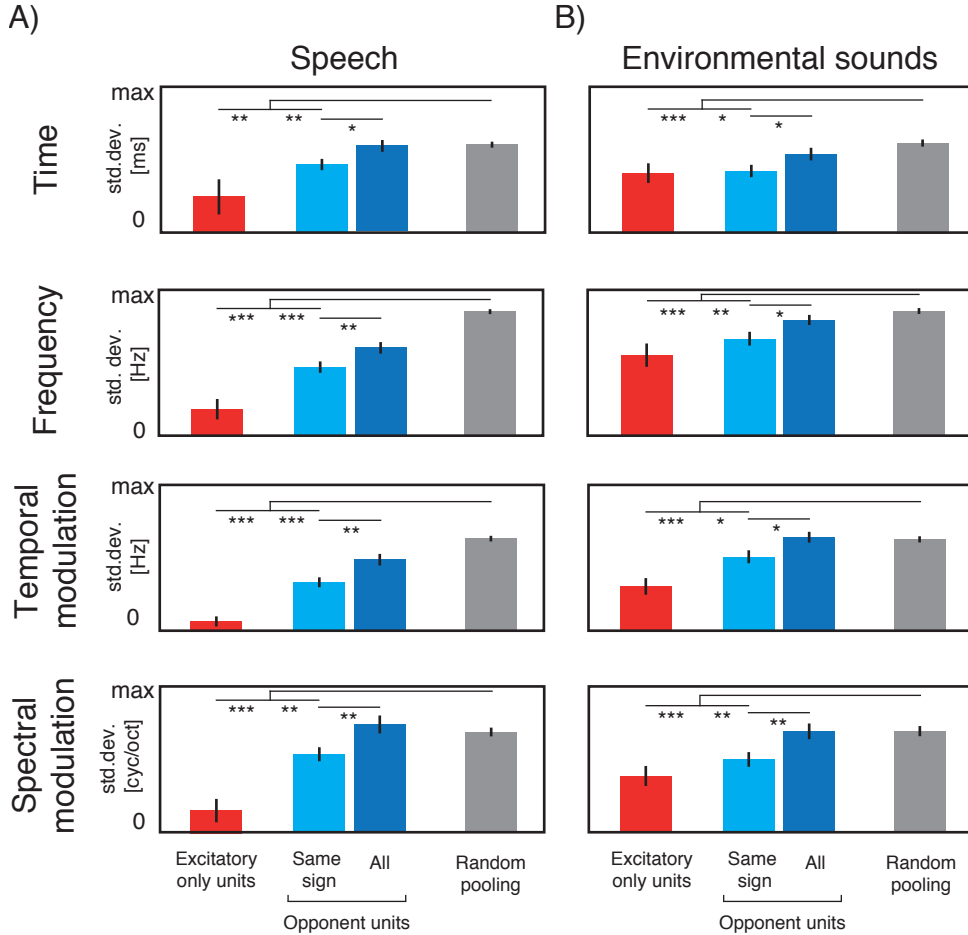 A)
B)
Speech
Environmental sounds
Time
std.dev.
[ms]
max
0
** ** *
*** * *
Frequency
std. dev.
[Hz]
max
0
*** *** **
*** ** *
Temporal
modulation
std.dev.
[Hz]
max
0
*** *** **
*** * *
Spectral
modulation
std.dev.
[cyc/oct]
max
0
*** ** **
*** ** **
Excitatory
only units
Same
sign
All
Random
pooling
Opponent units
Excitatory
only units
Same
sign
All
Random
pooling
Opponent units